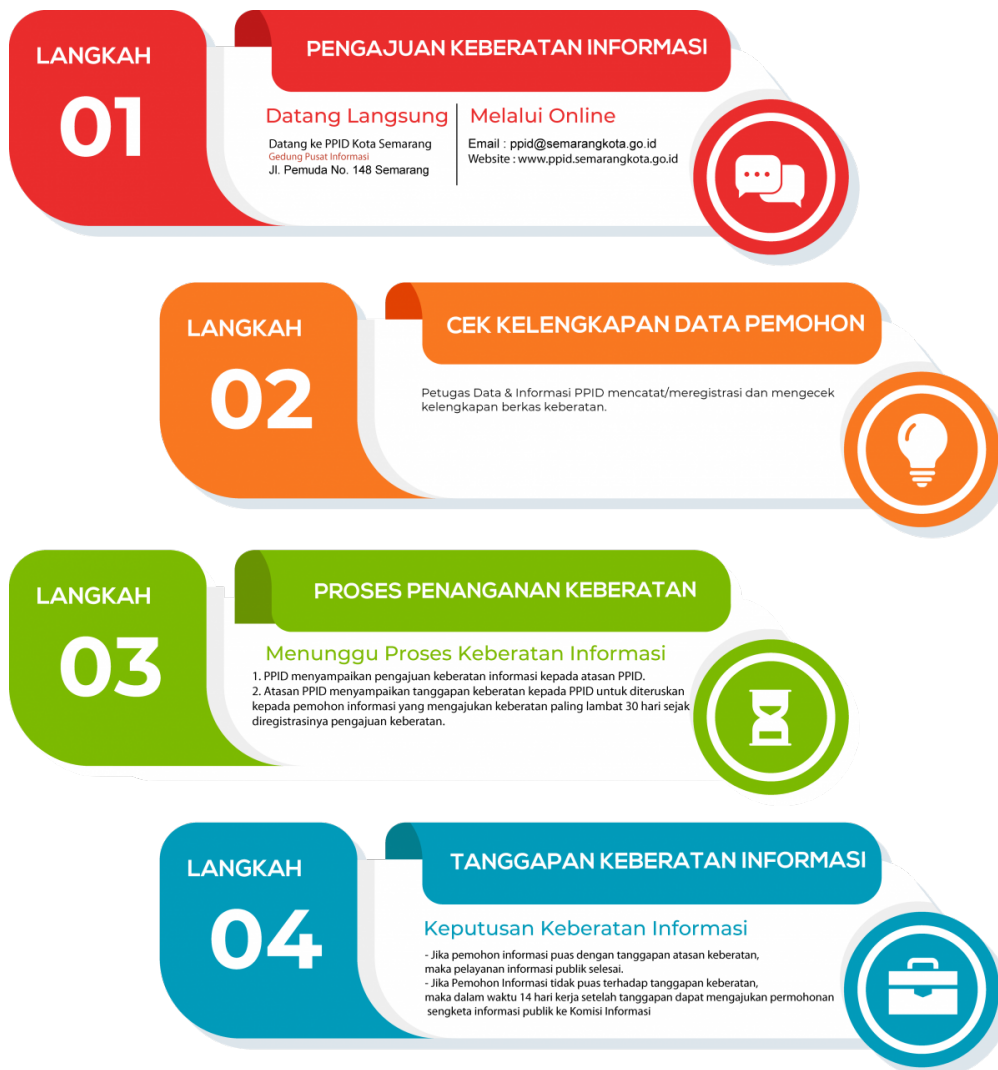 LANGKAH
01
PENGAJUAN KEBERATAN INFORMASI
Datang Langsung
Datang ke PPID Kota Semarang
Gedung Pusat Informasi
Jl. Pemuda No. 148 Semarang
Melalui Online
Email : ppid@semarangkota.go.id
Website : www.ppid.semarangkota.go.id
LANGKAH
02
CEK KELENGKAPAN DATA PEMOHON
Petugas Data & Informasi PPID mencatat/meregistrasi dan mengecek
kelengkapan berkas keberatan.
LANGKAH
03
PROSES PENANGANAN KEBERATAN
Menunggu Proses Keberatan Informasi
1. PPID menyampaikan pengajuan keberatan informasi kepada atasan PPID.
2. Atasan PPID menyampaikan tanggapan keberatan kepada PPID untuk diteruskan
kepada pemohon informasi yang mengajukan keberatan paling lambat 30 hari sejak
diregistrasinya pengajuan keberatan.
LANGKAH
04
TANGGAPAN KEBERATAN INFORMASI
Keputusan Keberatan Informasi
- Jika pemohon informasi puas dengan tanggapan atasan keberatan,
maka pelayanan informasi publik selesai.
- Jika Pemohon Informasi tidak puas terhadap tanggapan keberatan,
maka dalam waktu 14 hari kerja setelah tanggapan dapat mengajukan permohonan
sengketa informasi publik ke Komisi Informasi